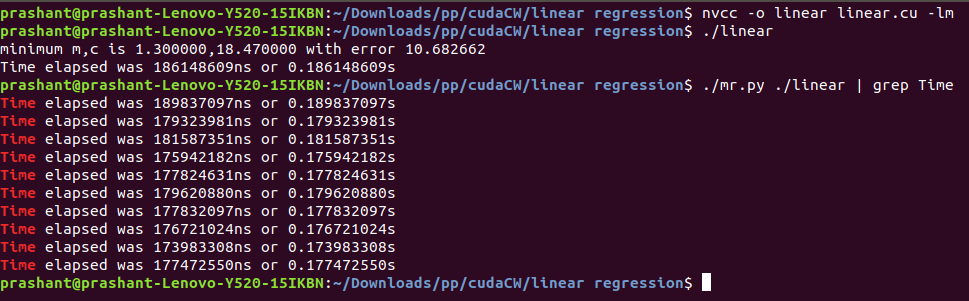 prashant@prashant-Lenovo-Y520-15IKBN:~/Downloads/pp/cudaCW/linear regression$ nvcc -o linear linear.cu -lm
prashant@prashant-Lenovo-Y520-15IKBN:~/Downloads/pp/cudaCW/linear regression$ ./linear
minimum m,c is 1.300000,18.470000 with error 10.682662
Time elapsed was 186148609ns or 0.186148609s
prashant@prashant-Lenovo-Y520-15IKBN:~/Downloads/pp/cudaCW/linear regression$ ./mr.py ./linear | grep Time
Time elapsed was 189837097ns or 0.189837097s
Time elapsed was 179323981ns or 0.179323981s
Time elapsed was 181587351ns or 0.181587351s
Time elapsed was 175942182ns or 0.175942182s
Time elapsed was 177824631ns or 0.177824631s
Time elapsed was 179620880ns or 0.179620880s
Time elapsed was 177832097ns or 0.177832097s
Time elapsed was 176721024ns or 0.176721024s
Time elapsed was 173983308ns or 0.173983308s
Time elapsed was 177472550ns or 0.177472550s
prashant@prashant-Lenovo-Y520-15IKBN:~/Downloads/pp/cudaCW/linear regression$